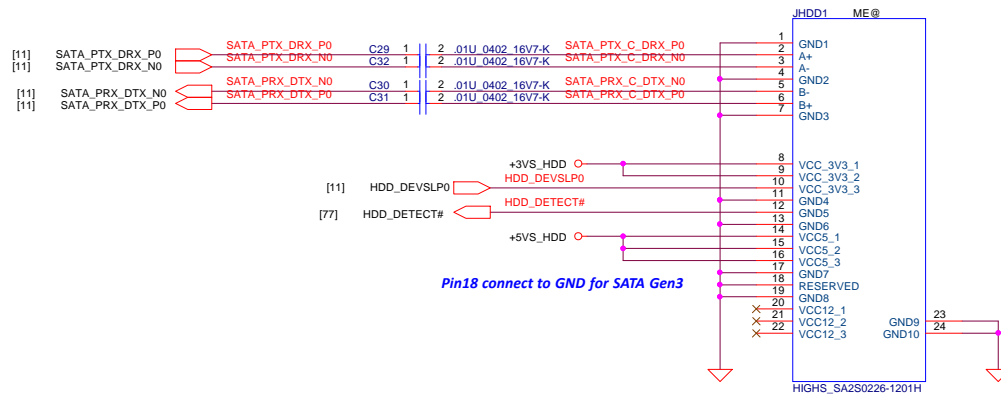 JHDD1 ME@
1 GND1
[11] SATA_PTX_DRX_P0 SATA_PTX_DRX_P0 C29 1 2 .01U_0402_16V7-K SATA_PTX_C_DRX_P0 2 A+
[11] SATA_PTX_DRX_N0 SATA_PTX_DRX_N0 C32 1 2 .01U_0402_16V7-K SATA_PTX_C_DRX_N0 3 A-
4 GND2
[11] SATA_PRX_DTX_N0 SATA_PRX_DTX_N0 C30 1 2 .01U_0402_16V7-K SATA_PRX_C_DTX_N0 5 B-
[11] SATA_PRX_DTX_P0 SATA_PRX_DTX_P0 C31 1 2 .01U_0402_16V7-K SATA_PRX_C_DTX_P0 6 B+
7 GND3
+3VS_HDD 8 VCC_3V3_1
9 VCC_3V3_2
[11] HDD_DEVSLP0 HDD_DEVSLP0 10 VCC_3V3_3
11 GND4
[77] HDD_DETECT# HDD_DETECT# 12 GND5
13 GND6
+5VS_HDD 14 VCC5_1
15 VCC5_2
16 VCC5_3
17 GND7
Pin18 connect to GND for SATA Gen3 18 RESERVED
19 GND8
20 VCC12_1
21 VCC12_2 GND9 23
22 VCC12_3 GND10 24
HIGHS_SA2S0226-1201H